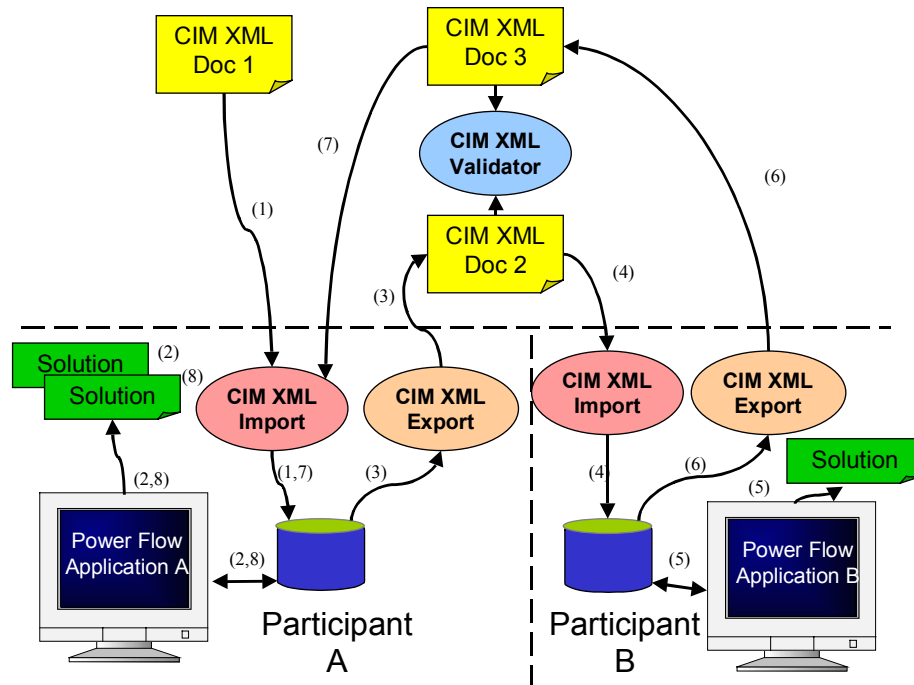 CIM XML
Doc 1
CIM XML
Doc 3
(7)
CIM XML
Validator
(6)
(1)
CIM XML
Doc 2
(4)
(3)
Solution
(2)
Solution
(8)
CIM XML
Import
CIM XML
Export
CIM XML
Import
CIM XML
Export
Solution
(2,8)
(1,7)
(3)
(4)
(6)
(5)
Power Flow
Application A
(2,8)
(5)
Power Flow
Application B
Participant
A
Participant
B